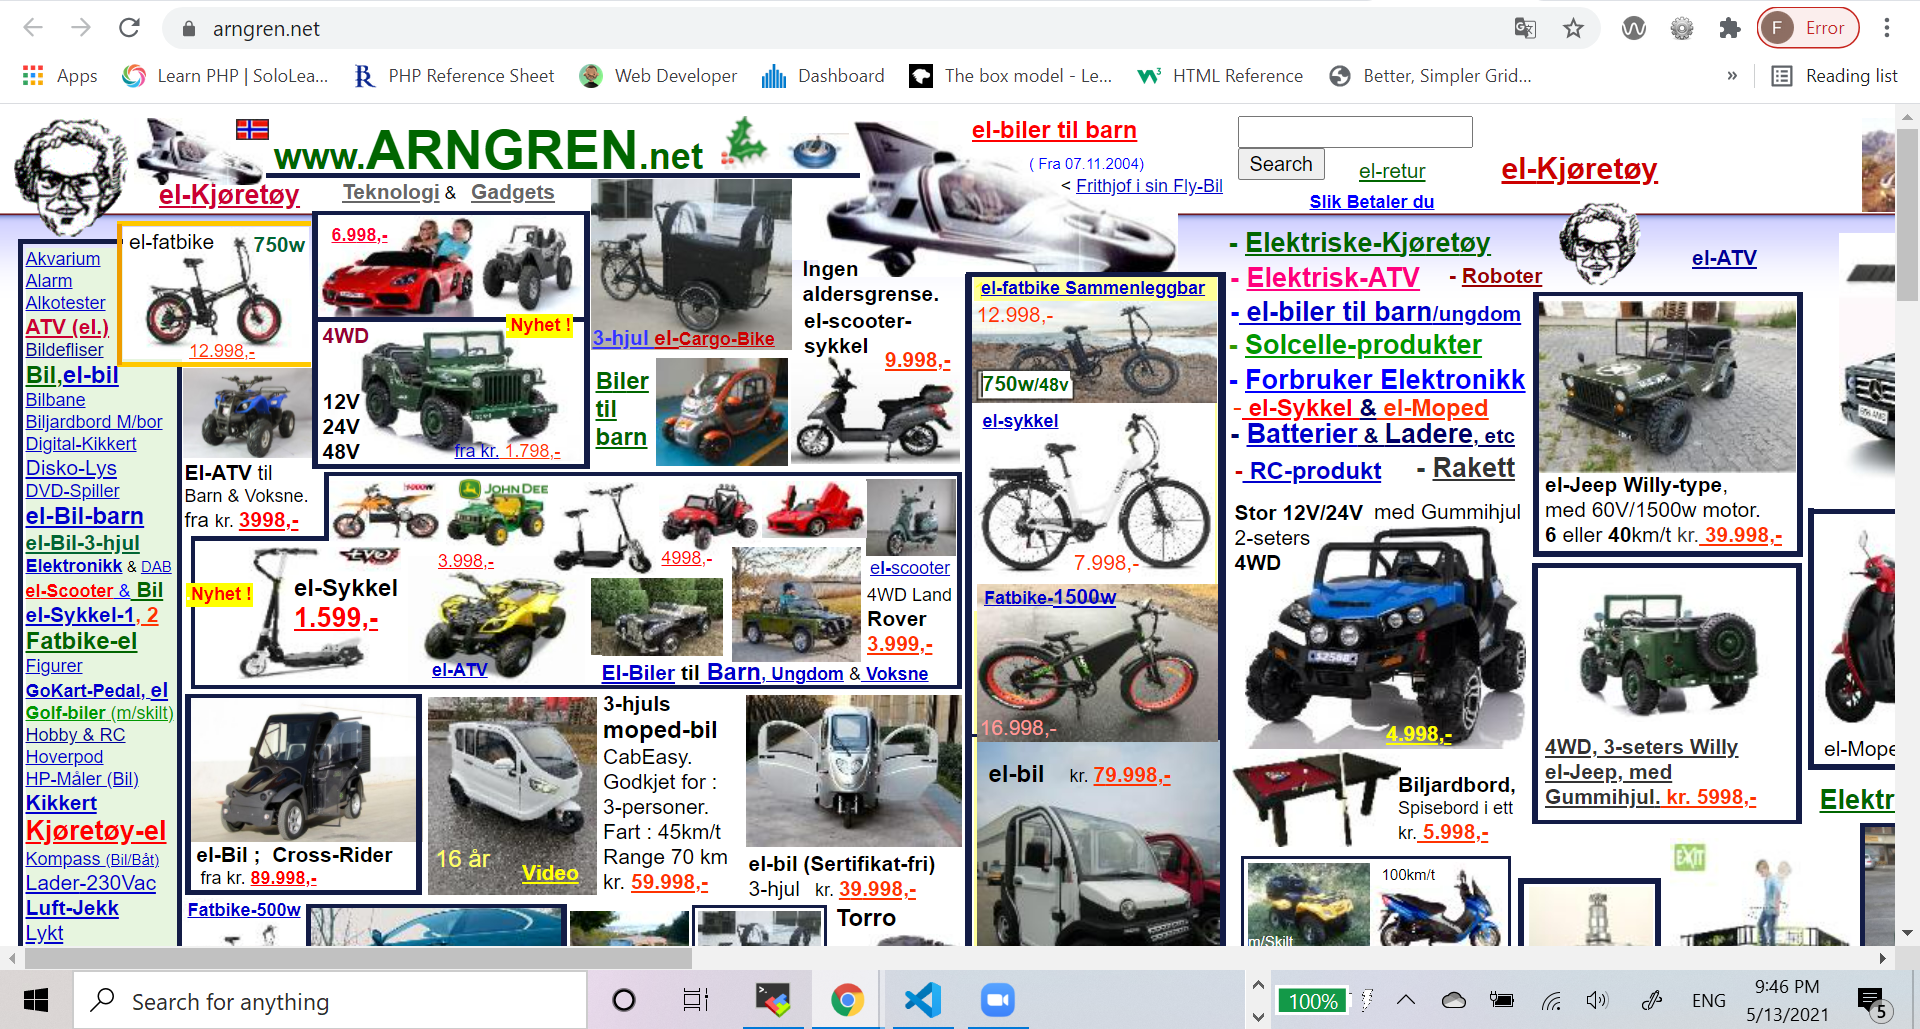 arngren.net
F Error
Apps
Learn PHP | SoloLea...
PHP Reference Sheet
Web Developer
Dashboard
The box model - Le...
HTML Reference
Better, Simpler Grid...
»
Reading list
www.ARNGREN.net
el-Kjøretøy
Teknologi & Gadgets
el-biler til barn
( Fra 07.11.2004)
< Frithjof i sin Fly-Bil
Search
el-retur
Slik Betaler du
el-Kjøretøy
Akvarium
Alarm
Alkotester
ATV (el.)
Bildefliser
Bil,el-bil
Bilbane
Biljardbord M/bor
Digital-Kikkert
Disko-Lys
DVD-Spiller
el-Bil-barn
el-Bil-3-hjul
Elektronikk & DAB
el-Scooter & Bil
el-Sykkel-1, 2
Fatbike-el
Figurer
GoKart-Pedal, el
Golf-biler (m/skilt)
Hobby & RC
Hoverpod
HP-Måler (Bil)
Kikkert
Kjøretøy-el
Kompass (Bil/Båt)
Lader-230Vac
Luft-Jekk
Lykt
el-fatbike 750w
12.998,-
6.998,-
Nyhet !
4WD
12V
24V
48V
fra kr. 1.798,-
3-hjul el-Cargo-Bike
Biler
til
barn
Ingen
aldersgrense.
el-scooter-
sykkel
9.998,-
El-ATV til
Barn & Voksne.
fra kr. 3998,-
1000W
JOHN DEE
EVO
3.998,-
4998,-
Nyhet !
el-Sykkel
1.599,-
el-ATV
el-scooter
4WD Land
Rover
3.999,-
El-Biler til Barn, Ungdom & Voksne
el-Bil ; Cross-Rider
fra kr. 89.998,-
16 år
Video
3-hjuls
moped-bil
CabEasy.
Godkjet for :
3-personer.
Fart : 45km/t
Range 70 km
kr. 59.998,-
el-bil (Sertifikat-fri)
3-hjul kr. 39.998,-
Fatbike-500w
Torro
el-fatbike Sammenleggbar
12.998,-
750w/48v
el-sykkel
7.998,-
Fatbike-1500w
16.998,-
el-bil kr. 79.998,-
- Elektriske-Kjøretøy
- Elektrisk-ATV
- Roboter
- el-biler til barn/ungdom
- Solcelle-produkter
- Forbruker Elektronikk
- el-Sykkel & el-Moped
- Batterier & Ladere, etc
- RC-produkt
- Rakett
Stor 12V/24V med Gummihjul
2-seters
4WD
4.998,-
Biljardbord,
Spisebord i ett
kr. 5.998,-
m/Skilt
100km/t
el-ATV
el-Jeep Willy-type,
med 60V/1500w motor.
6 eller 40km/t kr. 39.998,-
4WD, 3-seters Willy
el-Jeep, med
Gummihjul. kr. 5998,-
el-Mope
Elektr
EXIT
Search for anything
100%
ENG
9:46 PM
5/13/2021
5